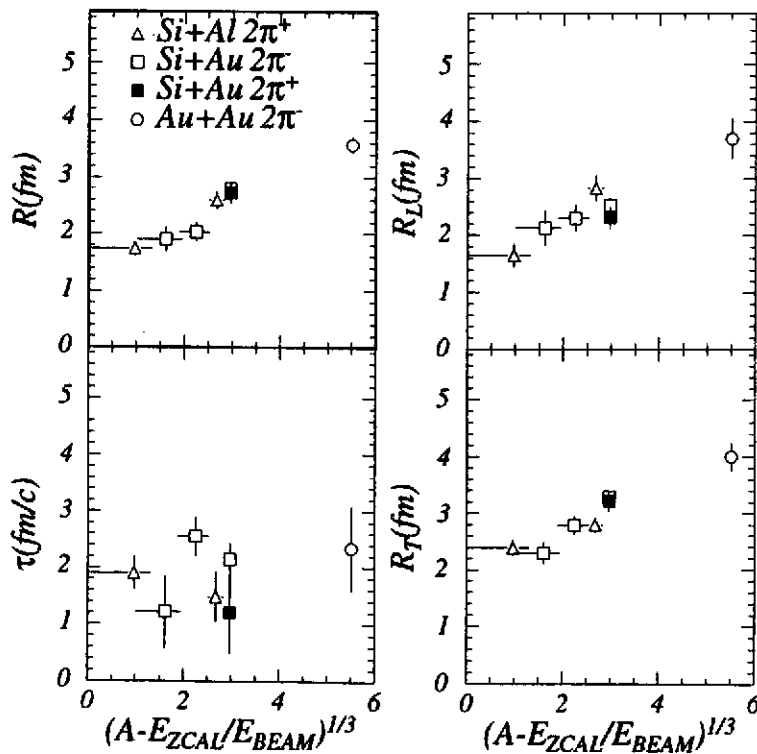 5
4
3
2
1
0
R(fm)
△ Si+Al 2π⁺
□ Si+Au 2π⁻
■ Si+Au 2π⁺
○ Au+Au 2π⁻
5
4
3
2
1
0
R_L(fm)
5
4
3
2
1
0
τ(fm/c)
0 2 4 6
(A-E_ZCAL/E_BEAM)^1/3
5
4
3
2
1
0
R_T(fm)
0 2 4 6
(A-E_ZCAL/E_BEAM)^1/3